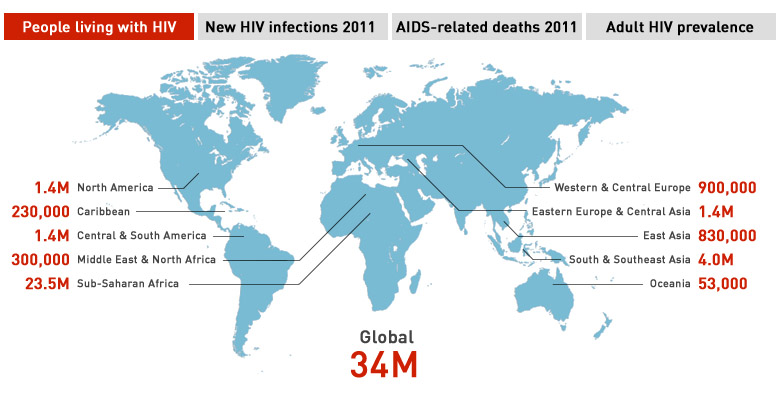 People living with HIV
New HIV infections 2011
AIDS-related deaths 2011
Adult HIV prevalence
1.4M North America
230,000 Caribbean
1.4M Central & South America
300,000 Middle East & North Africa
23.5M Sub-Saharan Africa
Western & Central Europe 900,000
Eastern Europe & Central Asia 1.4M
East Asia 830,000
South & Southeast Asia 4.0M
Oceania 53,000
Global
34M